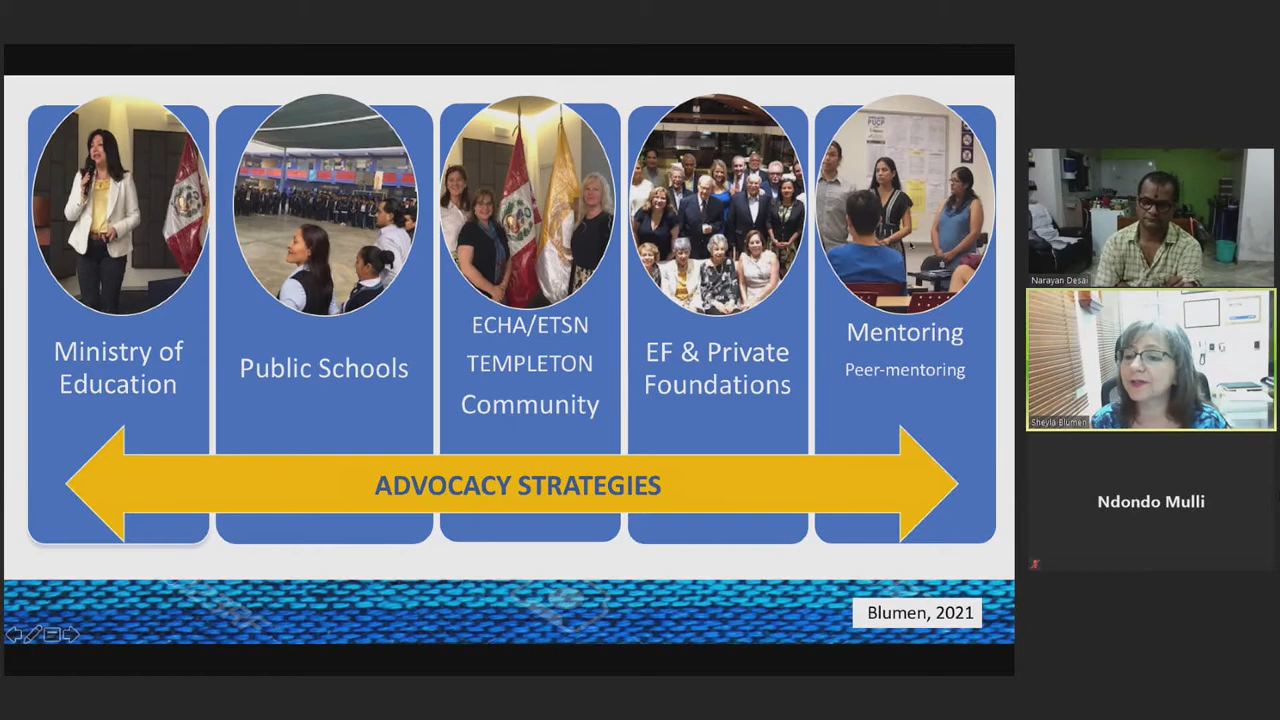 Ministry of
Education
Public Schools
ECHA/ETSN
TEMPLETON
Community
EF & Private
Foundations
Mentoring
Peer-mentoring
PUCP
ADVOCACY STRATEGIES
Blumen, 2021
Narayan Desai
Sheyla Blumen
Ndondo Mulli